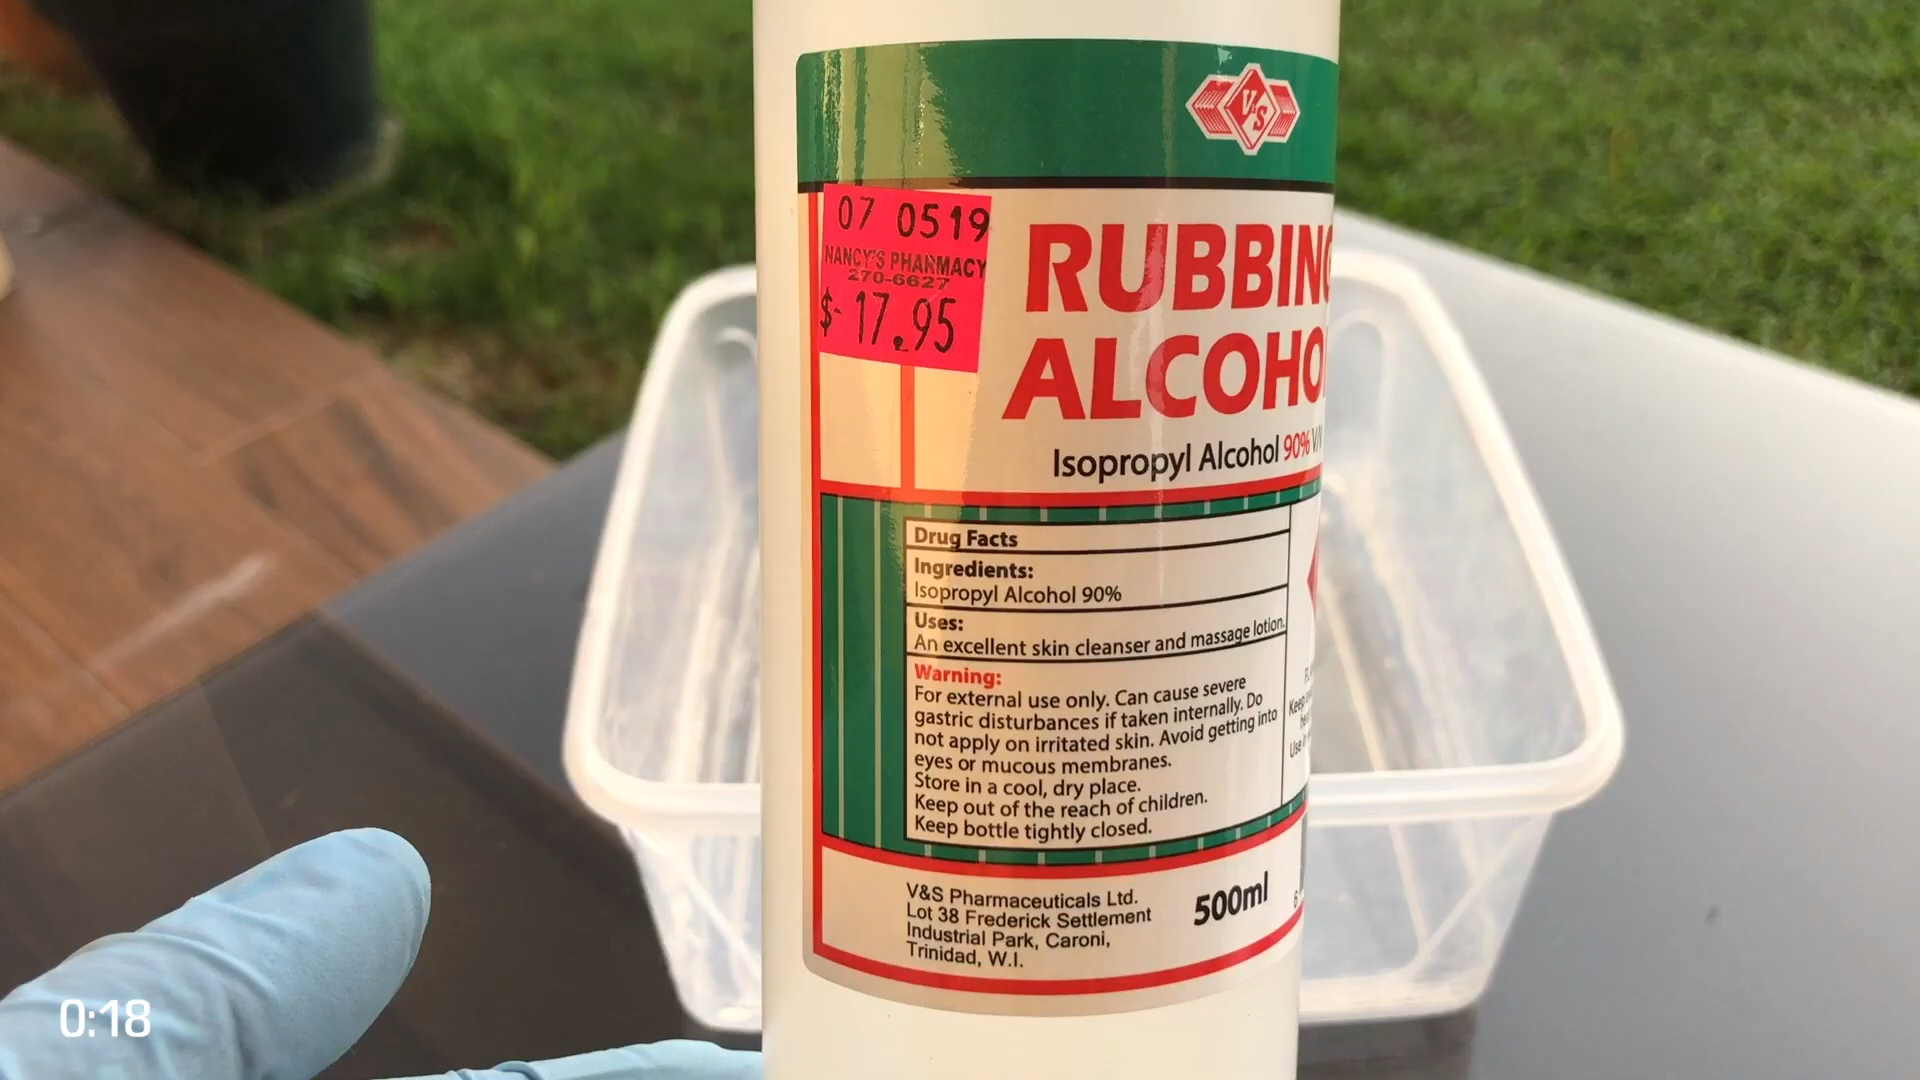 V&S
07 0519
NANCY'S PHARMACY
270-6627
$-17.95
RUBBING
ALCOHO
Isopropyl Alcohol 90% V/
Drug Facts
Ingredients:
Isopropyl Alcohol 90%
Uses:
An excellent skin cleanser and massage lotion.
Warning:
For external use only. Can cause severe
gastric disturbances if taken internally. Do
not apply on irritated skin. Avoid getting into
eyes or mucous membranes.
Store in a cool, dry place.
Keep out of the reach of children.
Keep bottle tightly closed.
Keep
Use
V&S Pharmaceuticals Ltd.
Lot 38 Frederick Settlement
Industrial Park, Caroni,
Trinidad, W.I.
500ml
6
0:18